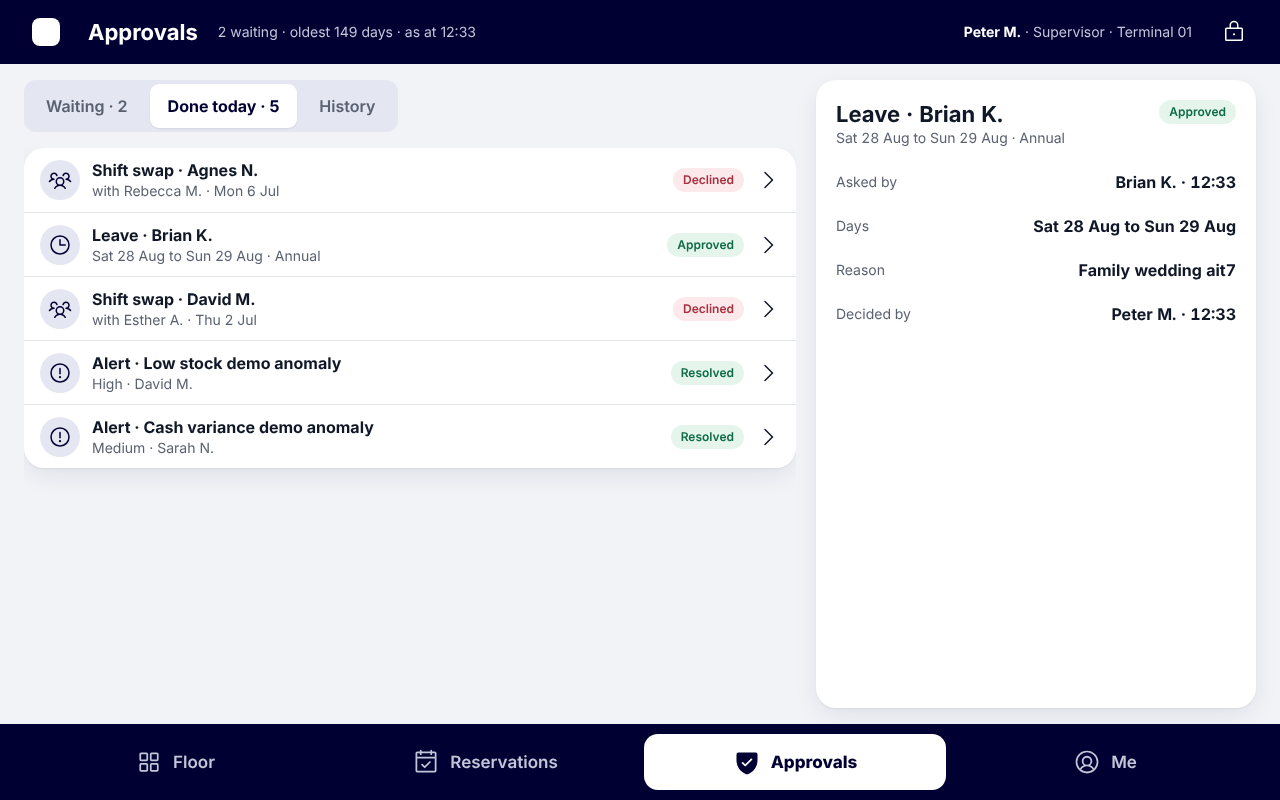 Approvals
2 waiting · oldest 149 days · as at 12:33
Peter M. · Supervisor · Terminal 01
Waiting · 2
Done today · 5
History
Shift swap · Agnes N.
with Rebecca M. · Mon 6 Jul
Declined
Leave · Brian K.
Sat 28 Aug to Sun 29 Aug · Annual
Approved
Shift swap · David M.
with Esther A. · Thu 2 Jul
Declined
Alert · Low stock demo anomaly
High · David M.
Resolved
Alert · Cash variance demo anomaly
Medium · Sarah N.
Resolved
Leave · Brian K.
Approved
Sat 28 Aug to Sun 29 Aug · Annual
Asked by
Brian K. · 12:33
Days
Sat 28 Aug to Sun 29 Aug
Reason
Family wedding ait7
Decided by
Peter M. · 12:33
Floor
Reservations
Approvals
Me